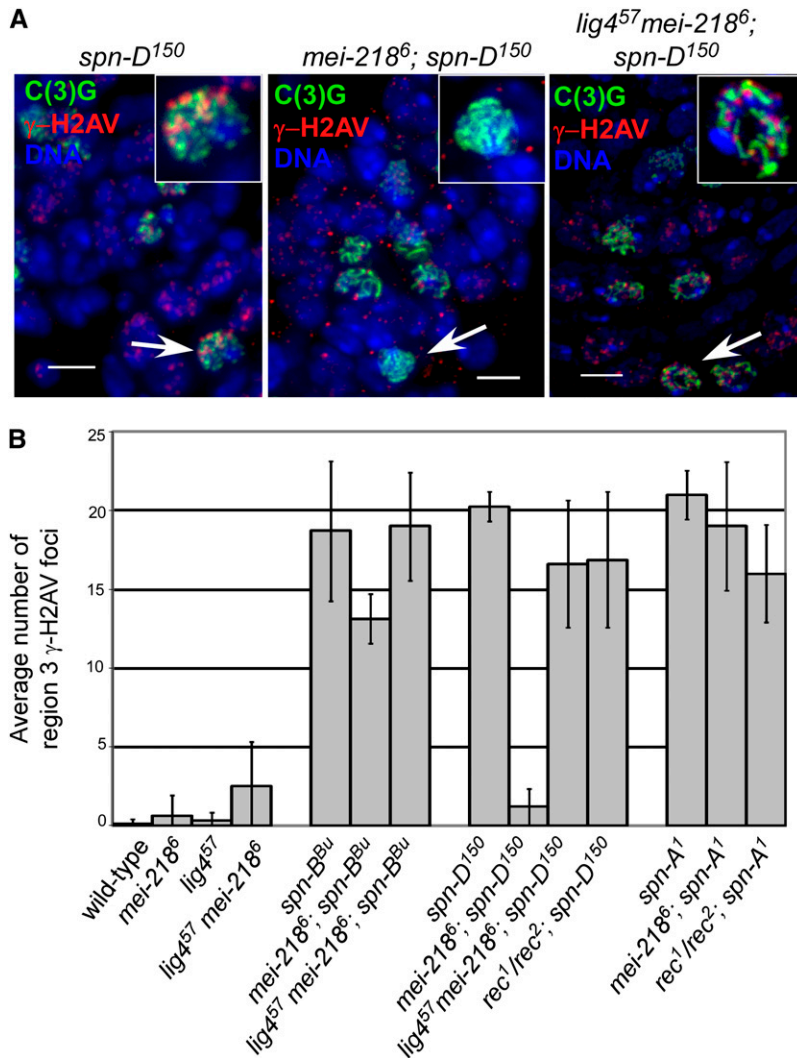 A
spn-D¹⁵⁰
mei-218⁶; spn-D¹⁵⁰
lig4⁵⁷mei-218⁶;
spn-D¹⁵⁰
C(3)G
γ–H2AV
DNA
C(3)G
γ–H2AV
DNA
C(3)G
γ–H2AV
DNA
B
Average number of
region 3 γ-H2AV foci
25
20
15
10
5
0
wild-type
mei-218⁶
lig4⁵⁷
lig4⁵⁷ mei-218⁶
spn-Bᴮᵘ
mei-218⁶; spn-Bᴮᵘ
lig4⁵⁷ mei-218⁶; spn-Bᴮᵘ
spn-D¹⁵⁰
mei-218⁶; spn-D¹⁵⁰
lig4⁵⁷mei-218⁶; spn-D¹⁵⁰
rec¹/rec²; spn-D¹⁵⁰
spn-A¹
mei-218⁶; spn-A¹
rec¹/rec²; spn-A¹